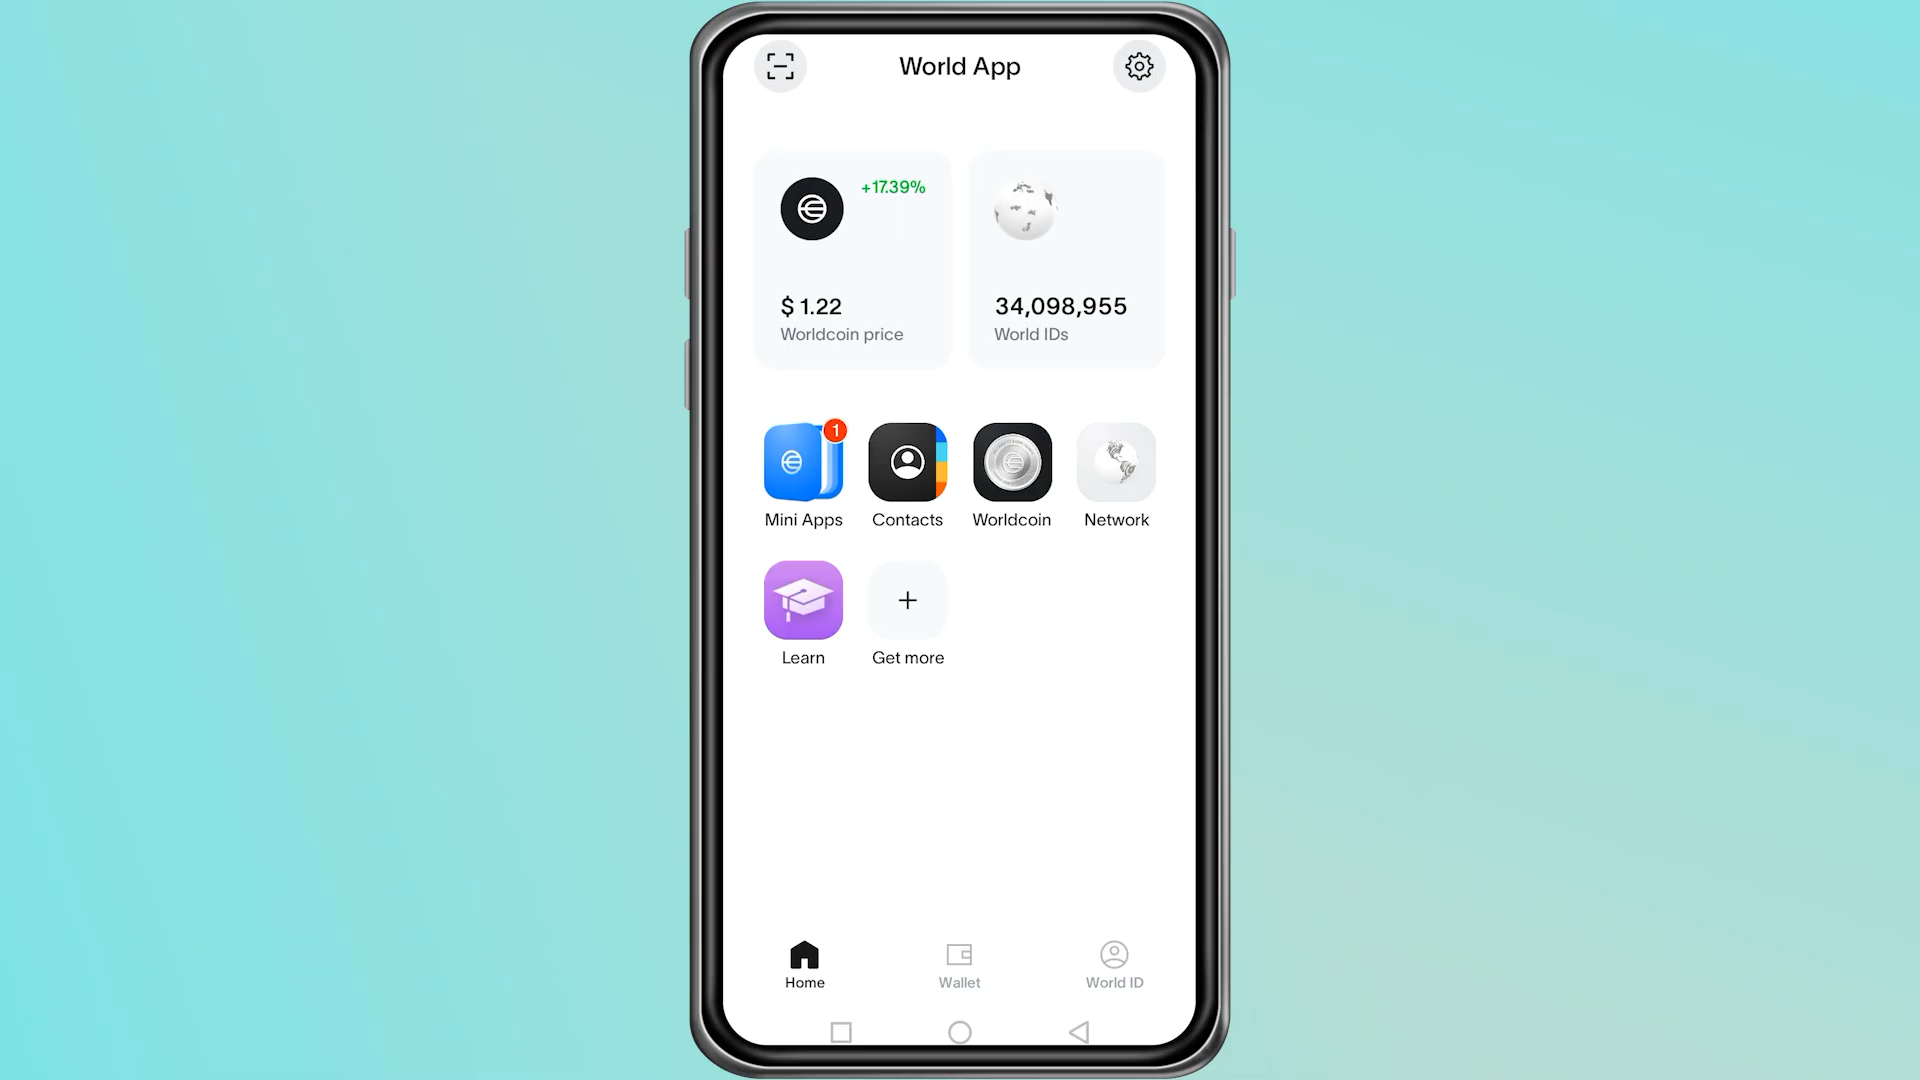 World App
+17.39%
$ 1.22
Worldcoin price
34,098,955
World IDs
1
Mini Apps
Contacts
Worldcoin
Network
Learn
Get more
Home
Wallet
World ID